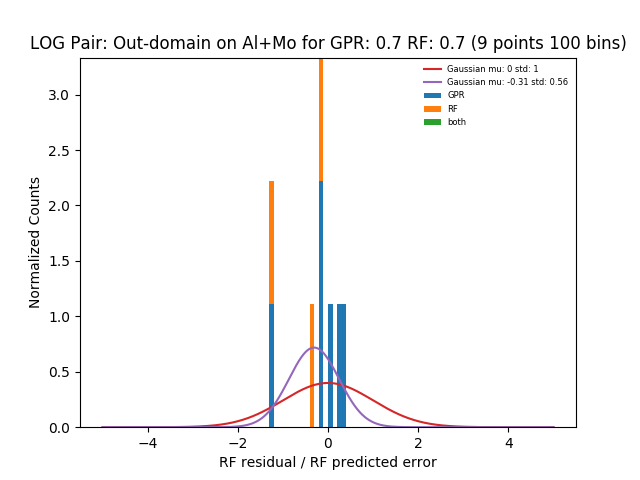 LOG Pair: Out-domain on Al+Mo for GPR: 0.7 RF: 0.7 (9 points 100 bins)
Gaussian mu: 0 std: 1
Gaussian mu: -0.31 std: 0.56
GPR
RF
both
Normalized Counts
3.0
2.5
2.0
1.5
1.0
0.5
0.0
−4
−2
0
2
4
RF residual / RF predicted error